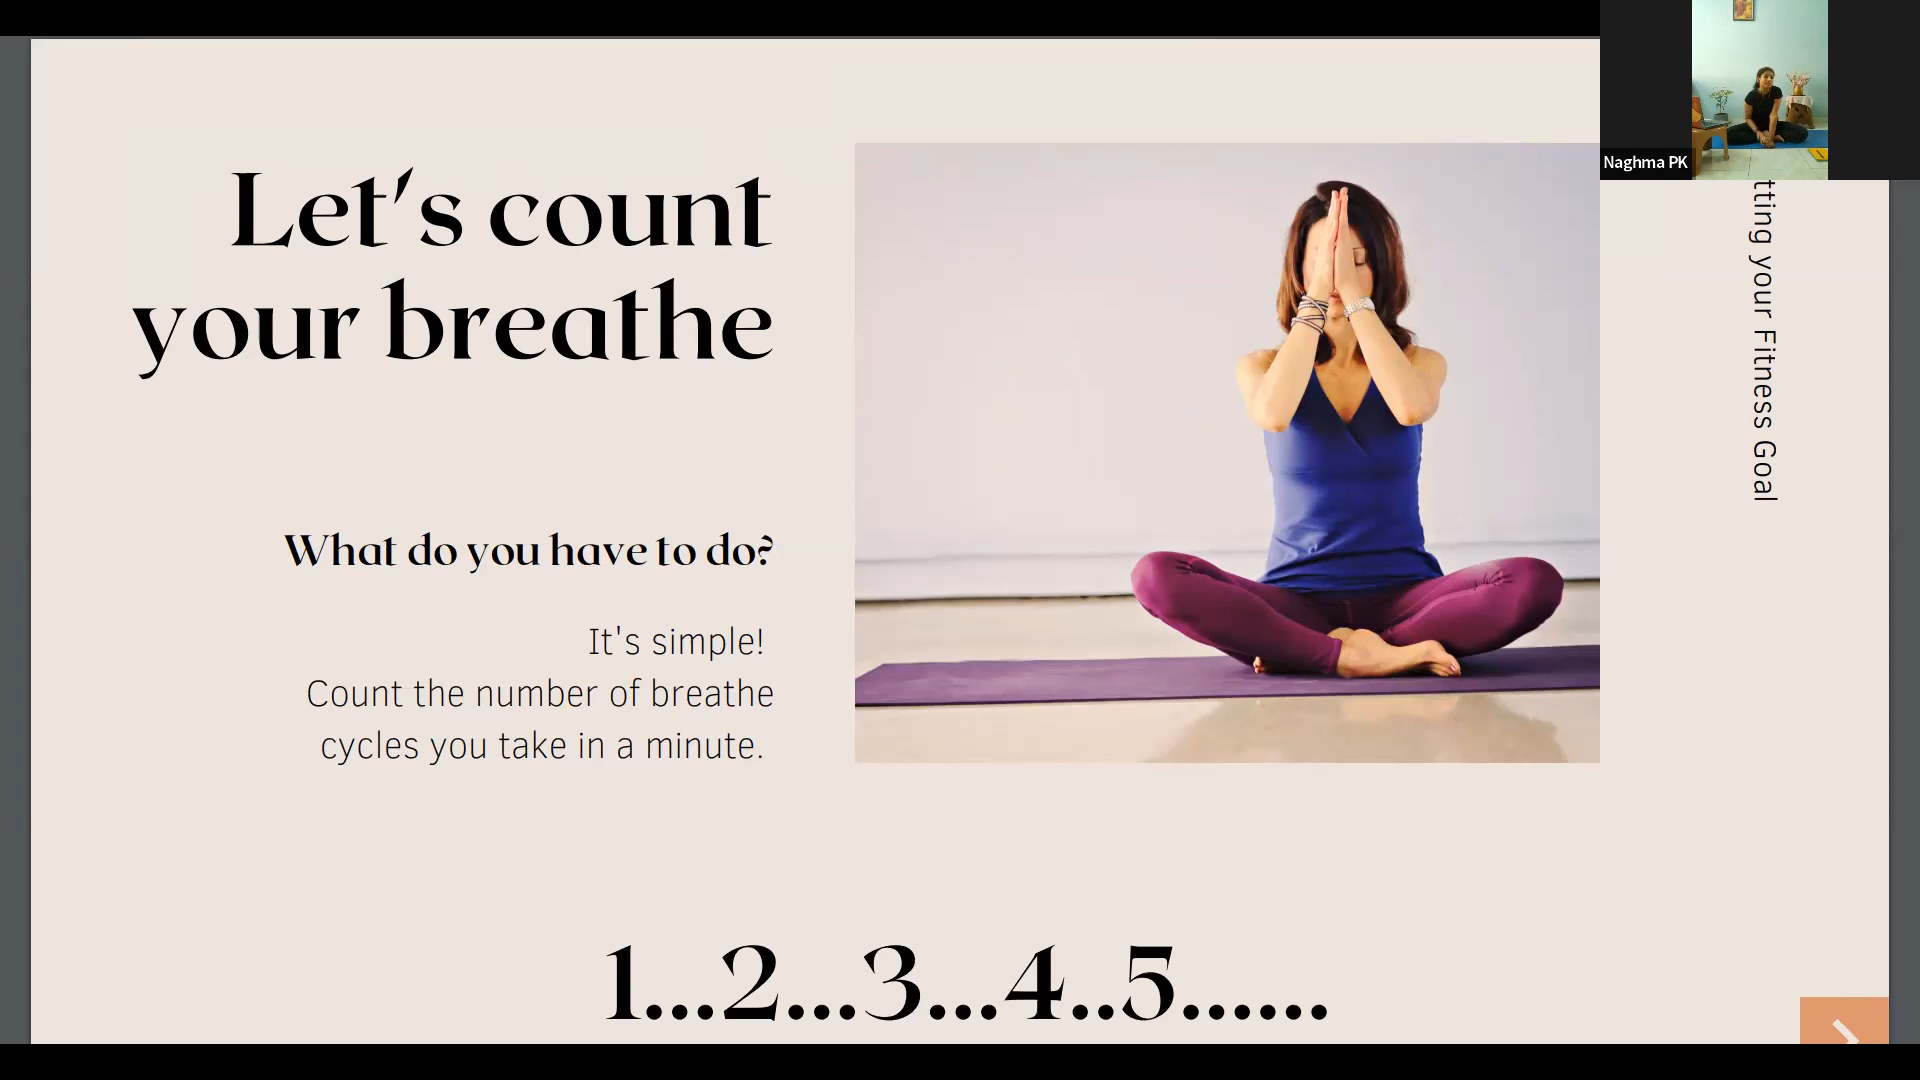 Let's count
your breathe
What do you have to do?
It's simple!
Count the number of breathe
cycles you take in a minute.
1...2...3...4..5......
Naghma PK
your Fitness Goal